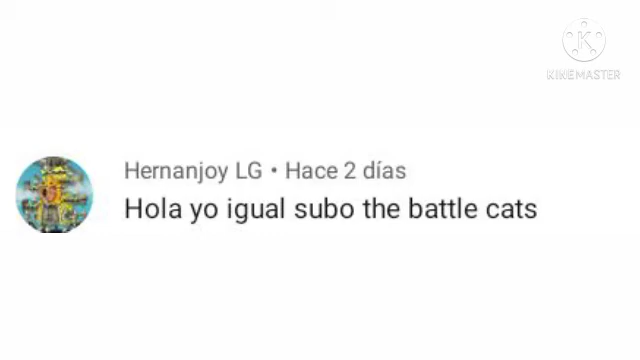 KINEMASTER
Hernanjoy LG • Hace 2 días
Hola yo igual subo the battle cats